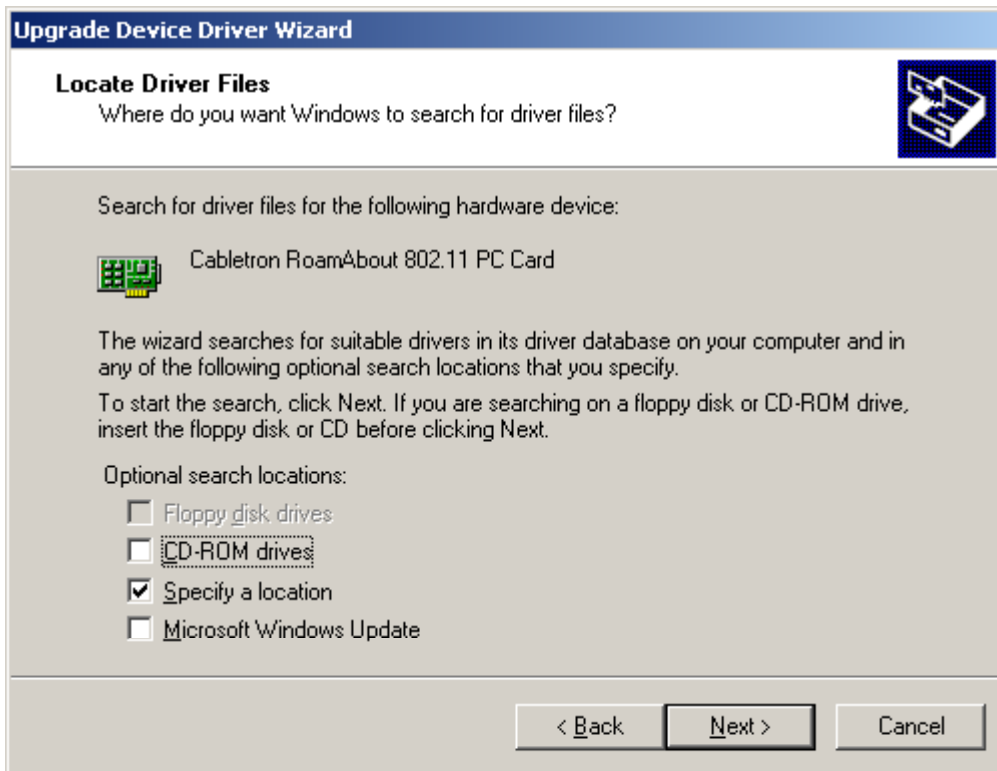 Upgrade Device Driver Wizard
Locate Driver Files
Where do you want Windows to search for driver files?
Search for driver files for the following hardware device:
Cabletron RoamAbout 802.11 PC Card
The wizard searches for suitable drivers in its driver database on your computer and in
any of the following optional search locations that you specify.
To start the search, click Next. If you are searching on a floppy disk or CD-ROM drive,
insert the floppy disk or CD before clicking Next.
Optional search locations:
Floppy disk drives
CD-ROM drives
Specify a location
Microsoft Windows Update
< Back Next > Cancel